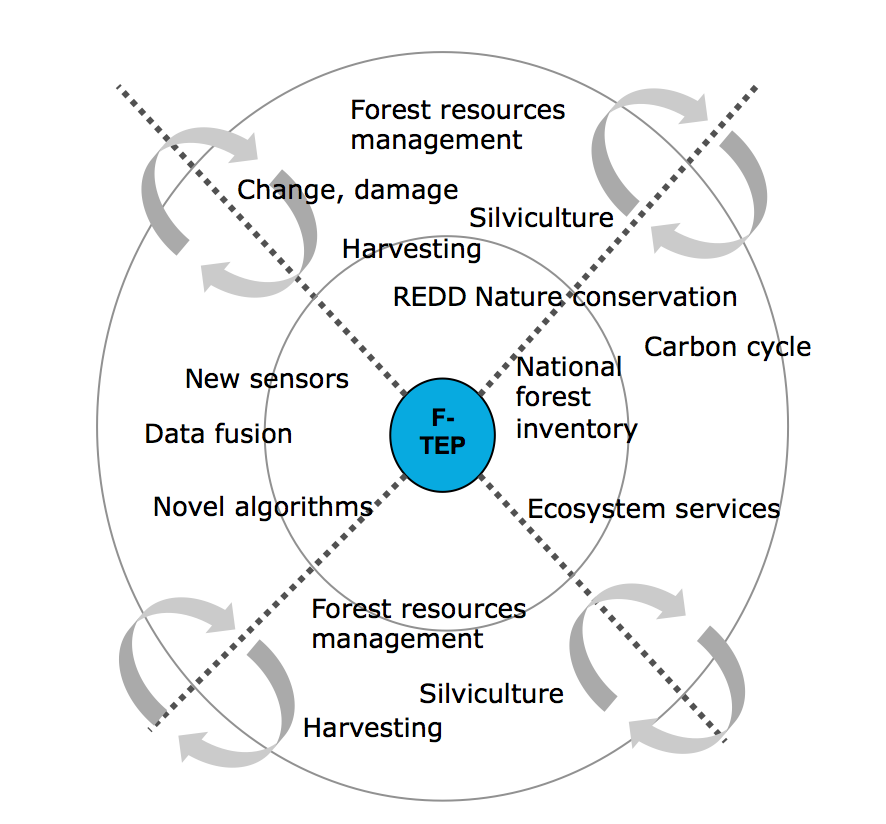 Forest resources
management
Change, damage
Silviculture
Harvesting
REDD Nature conservation
Carbon cycle
National
forest
inventory
New sensors
F-
TEP
Data fusion
Novel algorithms
Ecosystem services
Forest resources
management
Silviculture
Harvesting